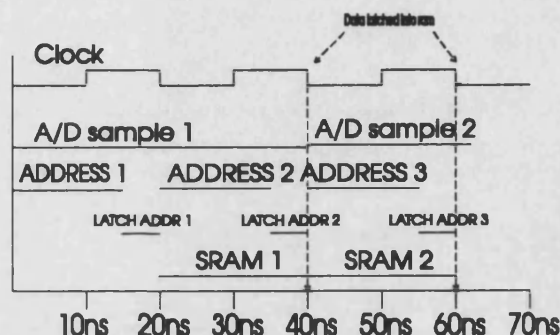 Data latched into ram
Clock
A/D sample 1 A/D sample 2
ADDRESS 1 ADDRESS 2 ADDRESS 3
LATCH ADDR 1 LATCH ADDR 2 LATCH ADDR 3
SRAM 1 SRAM 2
10ns 20ns 30ns 40ns 50ns 60ns 70ns